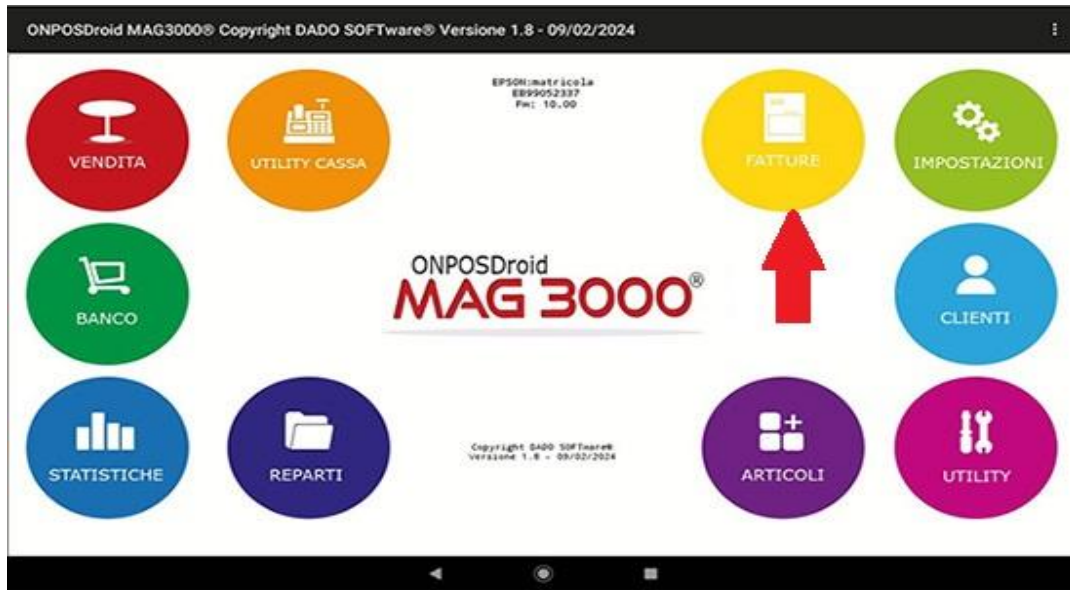 ONPOSDroid MAG3000® Copyright DADO SOFTware® Versione 1.8 - 09/02/2024
EPSON:matricola
EB99052337
Fm: 10.00
VENDITA
UTILITY CASSA
FATTURE
IMPOSTAZIONI
ONPOSDroid
MAG 3000®
BANCO
CLIENTI
STATISTICHE
REPARTI
Copyright DADO SOFTware®
Versione 1.8 - 09/02/2024
ARTICOLI
UTILITY